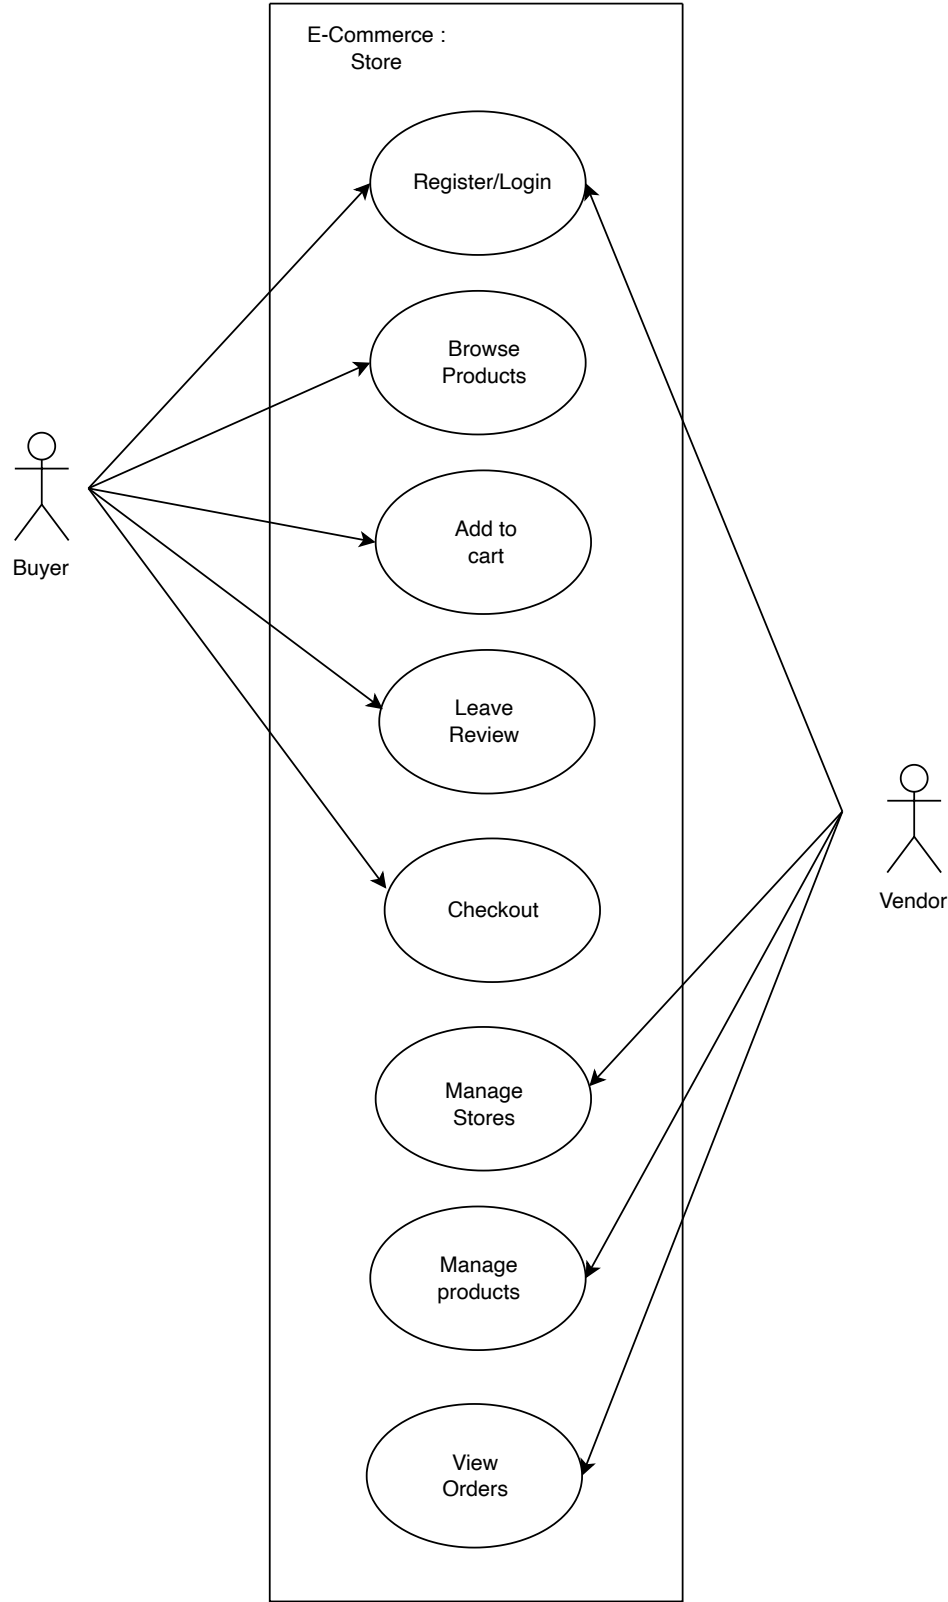 E-Commerce :
Store
Register/Login
Browse
Products
Add to
cart
Buyer
Leave
Review
Checkout
Vendor
Manage
Stores
Manage
products
View
Orders